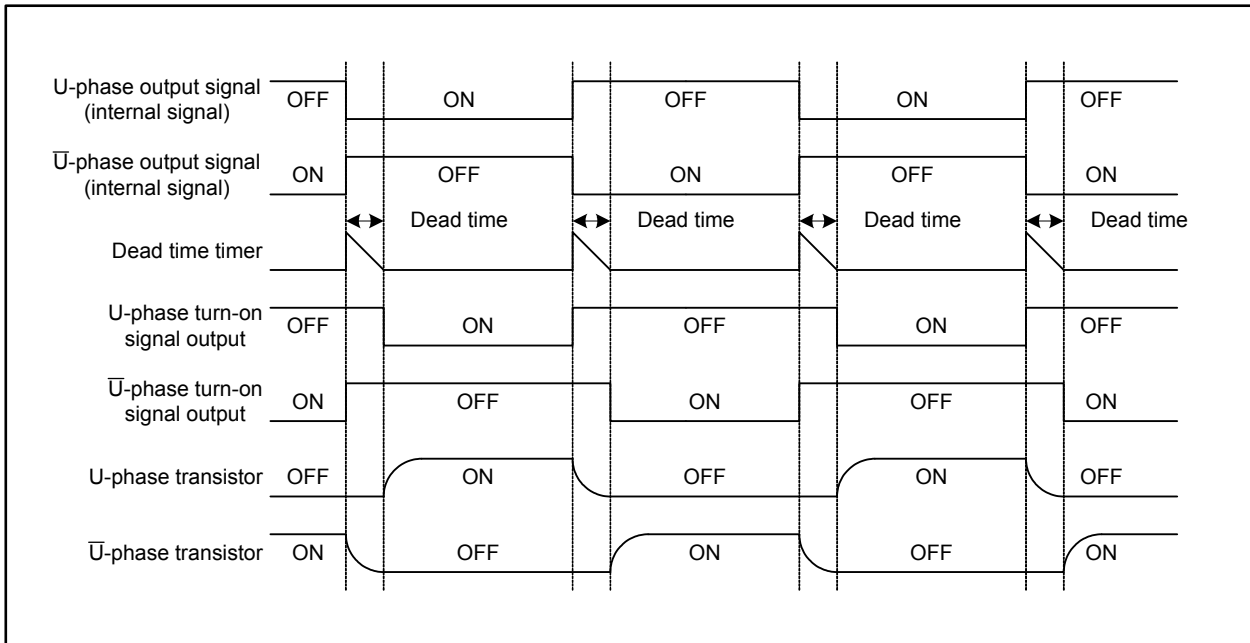 U-phase output signal
(internal signal)
OFF ON OFF ON OFF
U̅-phase output signal
(internal signal)
ON OFF ON OFF ON
Dead time Dead time Dead time Dead time
Dead time timer
U-phase turn-on
signal output
OFF ON OFF ON OFF
U̅-phase turn-on
signal output
ON OFF ON OFF ON
U-phase transistor OFF ON OFF ON OFF
U̅-phase transistor ON OFF ON OFF ON